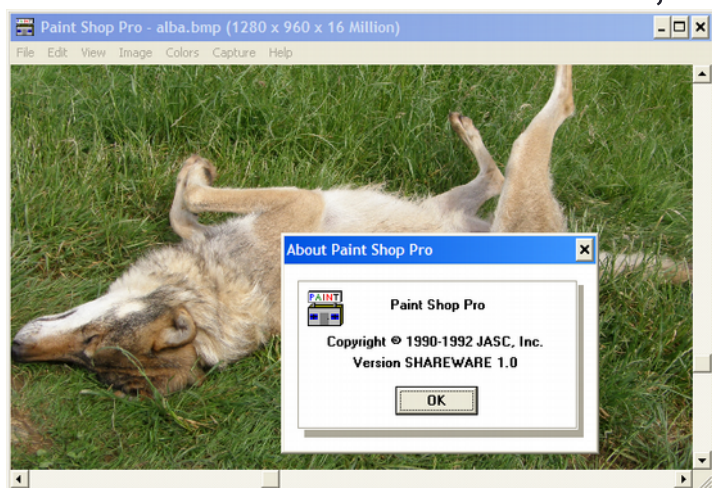 Paint Shop Pro - alba.bmp (1280 x 960 x 16 Million)
File Edit View Image Colors Capture Help
About Paint Shop Pro
PAINT
Paint Shop Pro
Copyright © 1990-1992 JASC, Inc.
Version SHAREWARE 1.0
OK